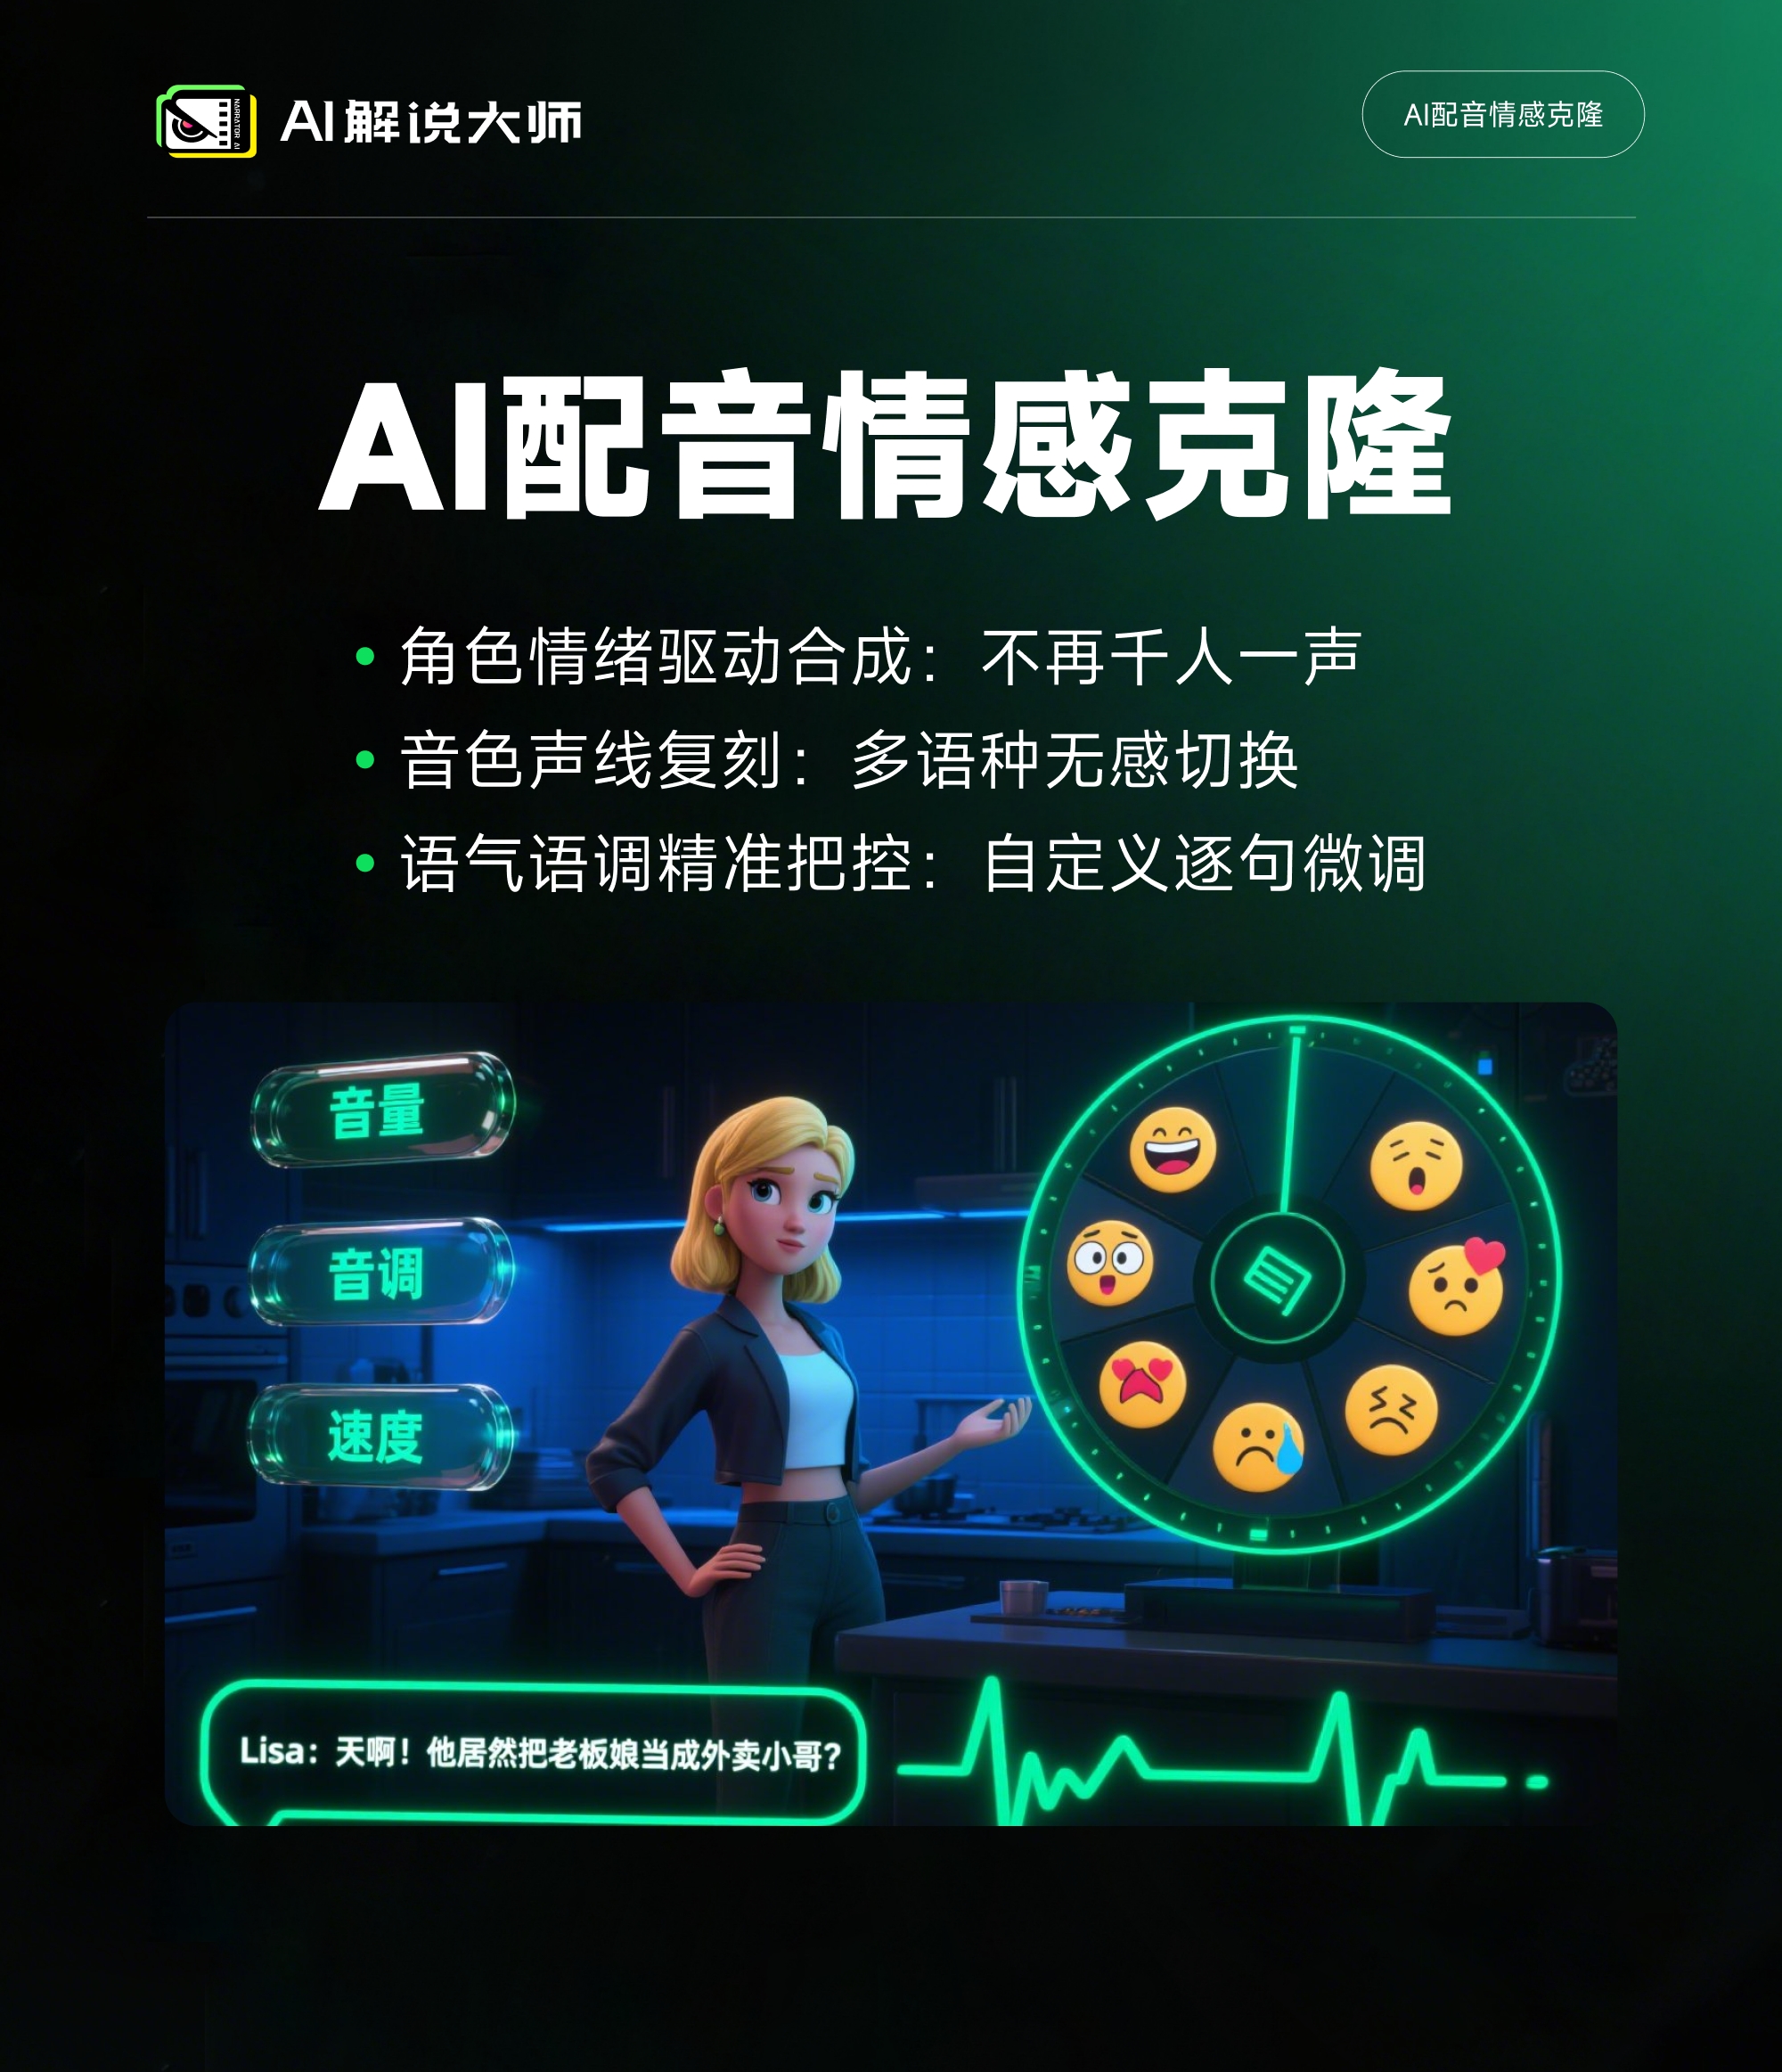 NARRATOR AI
AI解说大师
AI配音情感克隆
AI配音情感克隆
角色情绪驱动合成：不再千人一声
音色声线复刻：多语种无感切换
语气语调精准把控：自定义逐句微调
音量
音调
速度
Lisa：天啊！他居然把老板娘当成外卖小哥？